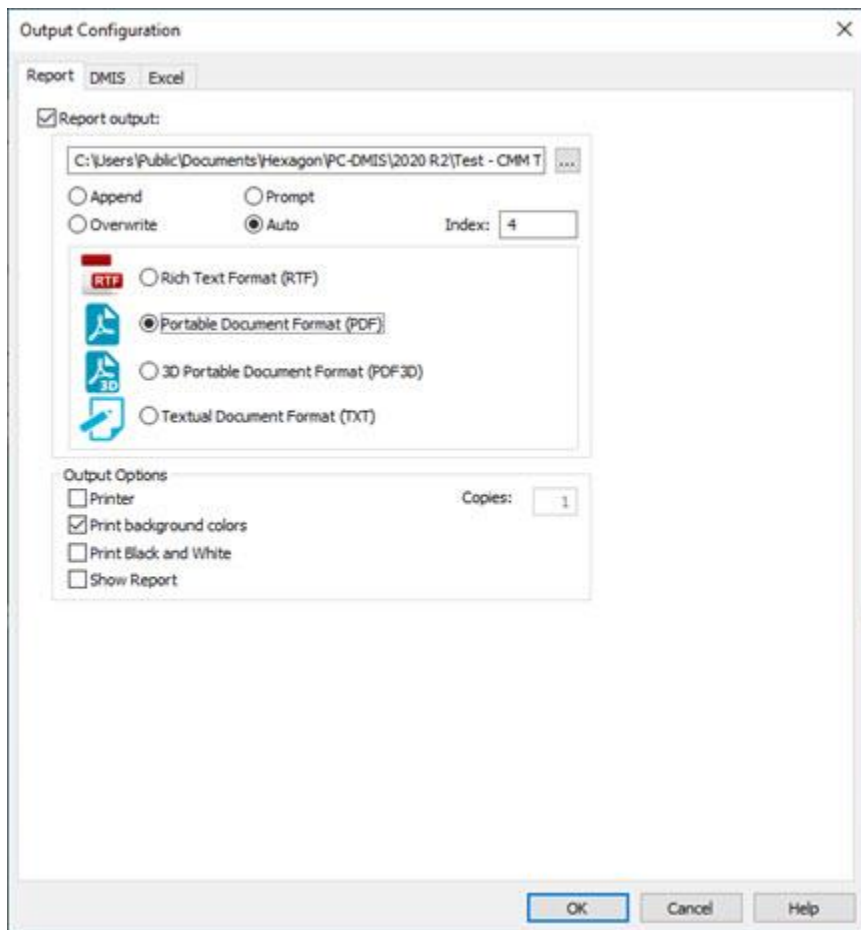 Output Configuration
Report DMIS Excel
Report output:
C:\Users\Public\Documents\Hexagon\PC-DMIS\2020 R2\Test - CMM T ...
Append Prompt
Overwrite Auto Index: 4
RTF Rich Text Format (RTF)
Portable Document Format (PDF)
3D 3D Portable Document Format (PDF3D)
Textual Document Format (TXT)
Output Options
Printer Copies: 1
Print background colors
Print Black and White
Show Report
OK Cancel Help